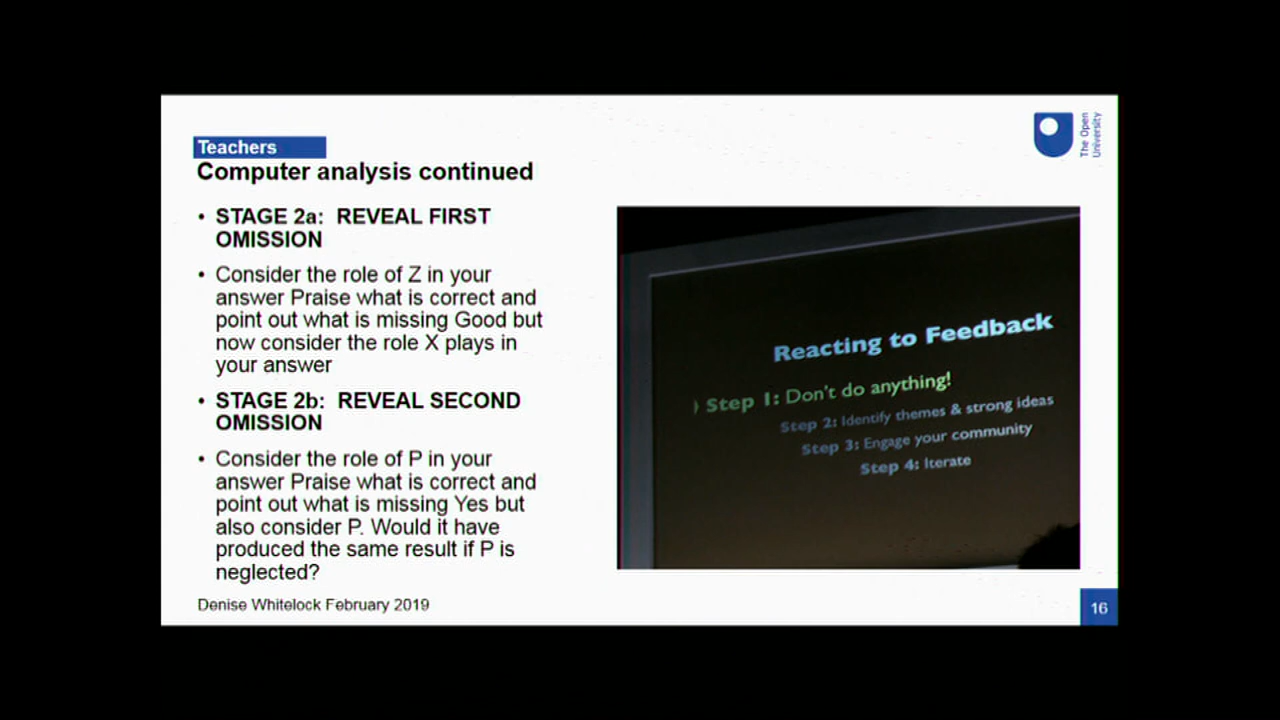 Teachers
Computer analysis continued
• STAGE 2a: REVEAL FIRST
OMISSION
• Consider the role of Z in your
answer Praise what is correct and
point out what is missing Good but
now consider the role X plays in
your answer
• STAGE 2b: REVEAL SECOND
OMISSION
• Consider the role of P in your
answer Praise what is correct and
point out what is missing Yes but
also consider P. Would it have
produced the same result if P is
neglected?
Denise Whitelock February 2019
The Open
University
Reacting to Feedback
) Step 1: Don't do anything!
Step 2: Identify themes & strong ideas
Step 3: Engage your community
Step 4: Iterate
16